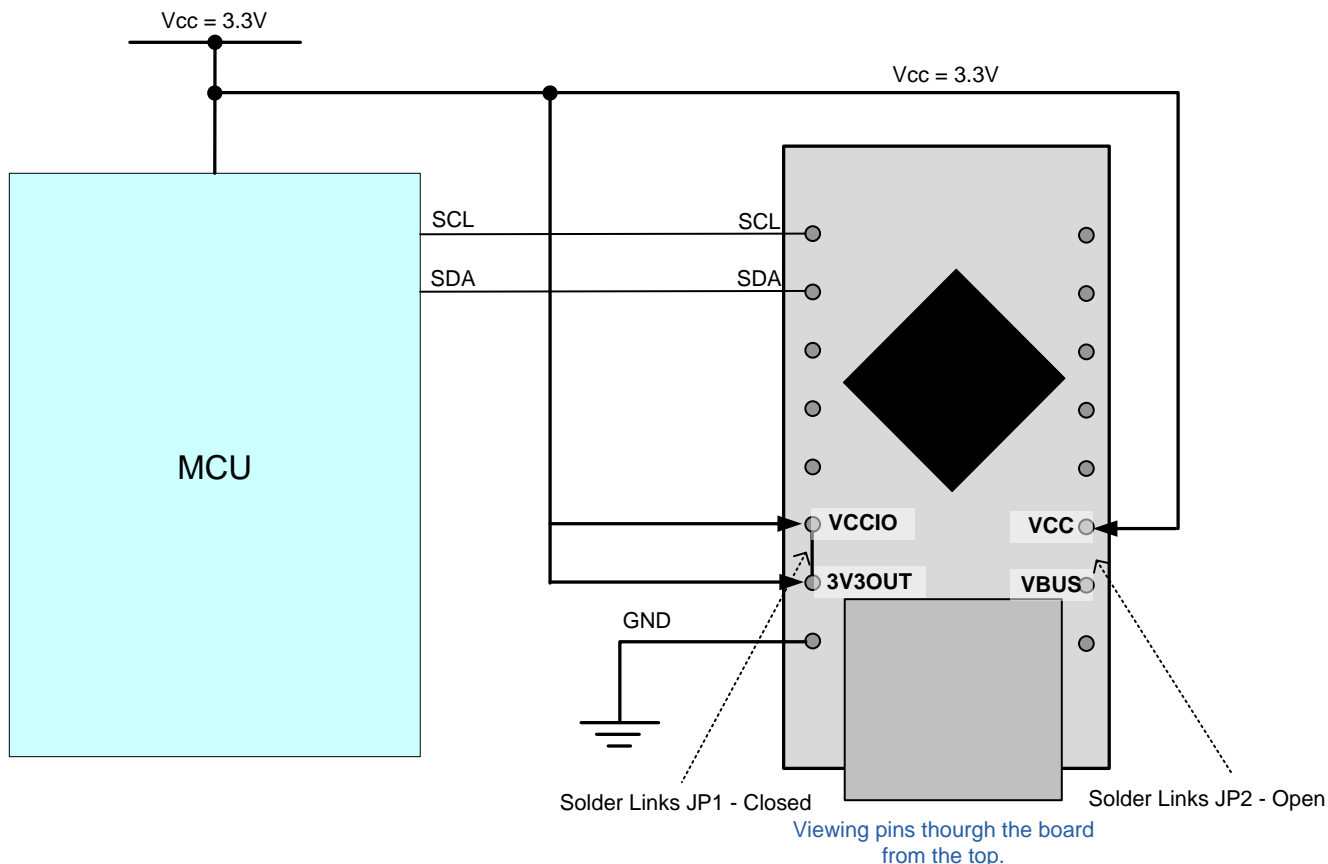 Vcc = 3.3V
Vcc = 3.3V
SCL
SCL
SDA
SDA
MCU
VCCIO
VCC
3V3OUT
VBUS
GND
Solder Links JP1 - Closed
Solder Links JP2 - Open
Viewing pins thourgh the board
from the top.